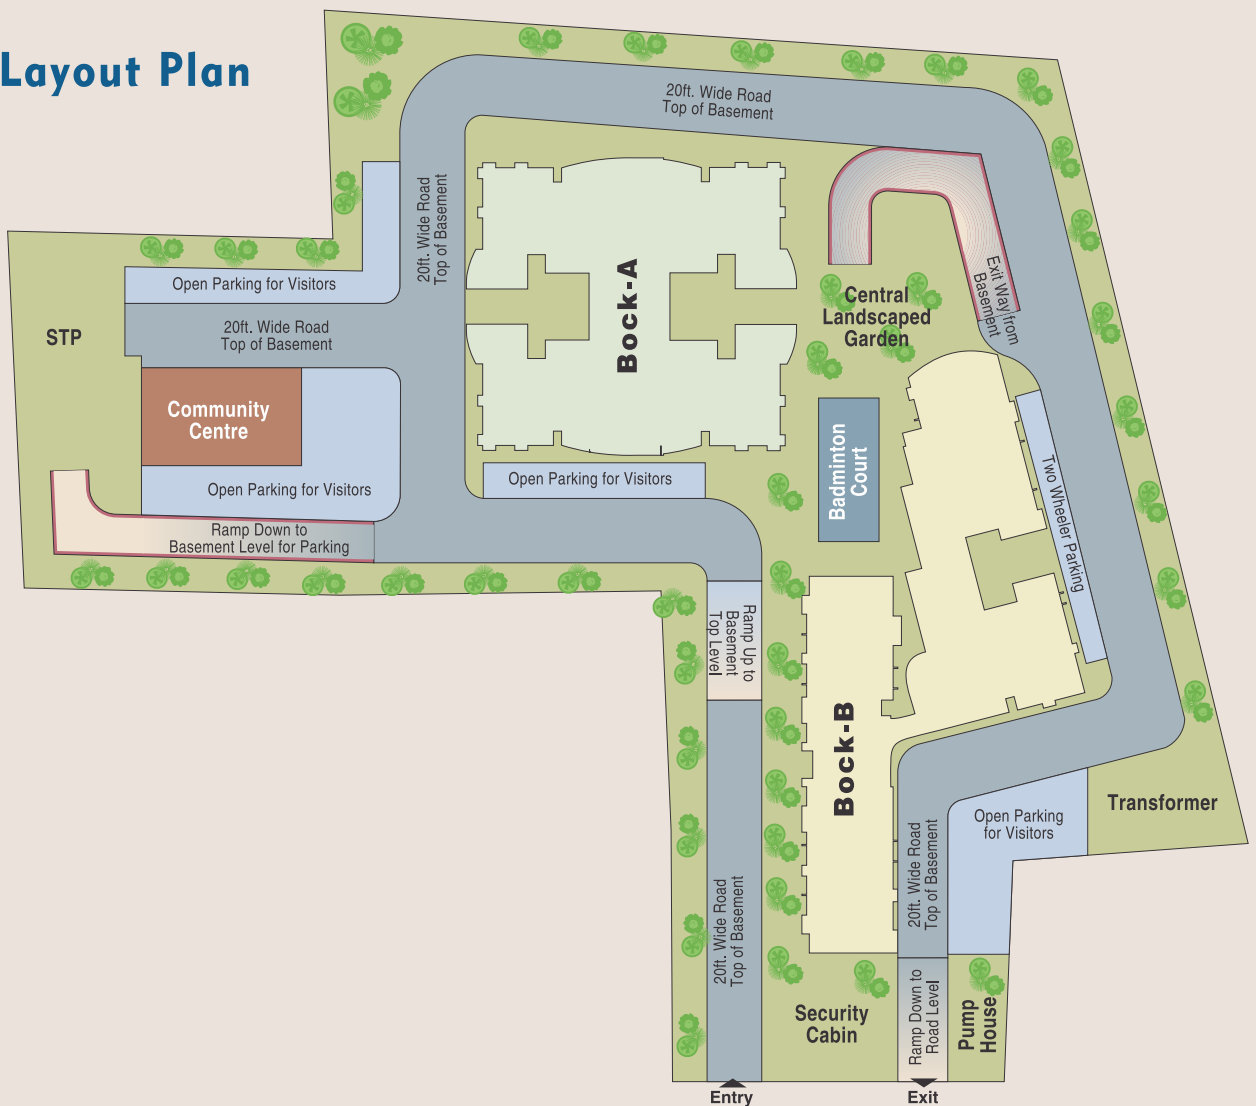 Layout Plan
20ft. Wide Road
Top of Basement
20ft. Wide Road
Top of Basement
Open Parking for Visitors
20ft. Wide Road
Top of Basement
STP
Community
Centre
Open Parking for Visitors
Ramp Down to
Basement Level for Parking
Bock-A
Open Parking for Visitors
Exit Way from
Basement
Central
Landscaped
Garden
Badminton
Court
Two Wheeler Parking
Ramp Up to
Basement
Top Level
Bock-B
20ft. Wide Road
Top of Basement
20ft. Wide Road
Top of Basement
Open Parking
for Visitors
Transformer
Security
Cabin
Ramp Down to
Road Level
Pump
House
Entry
Exit